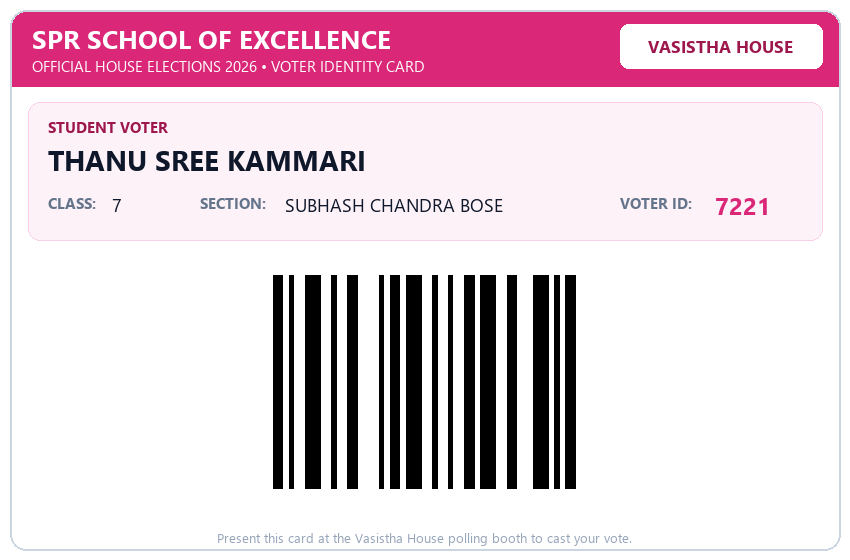 SPR SCHOOL OF EXCELLENCE
OFFICIAL HOUSE ELECTIONS 2026 • VOTER IDENTITY CARD
VASISTHA HOUSE
STUDENT VOTER
THANU SREE KAMMARI
CLASS: 7 SECTION: SUBHASH CHANDRA BOSE VOTER ID: 7221
Present this card at the Vasistha House polling booth to cast your vote.